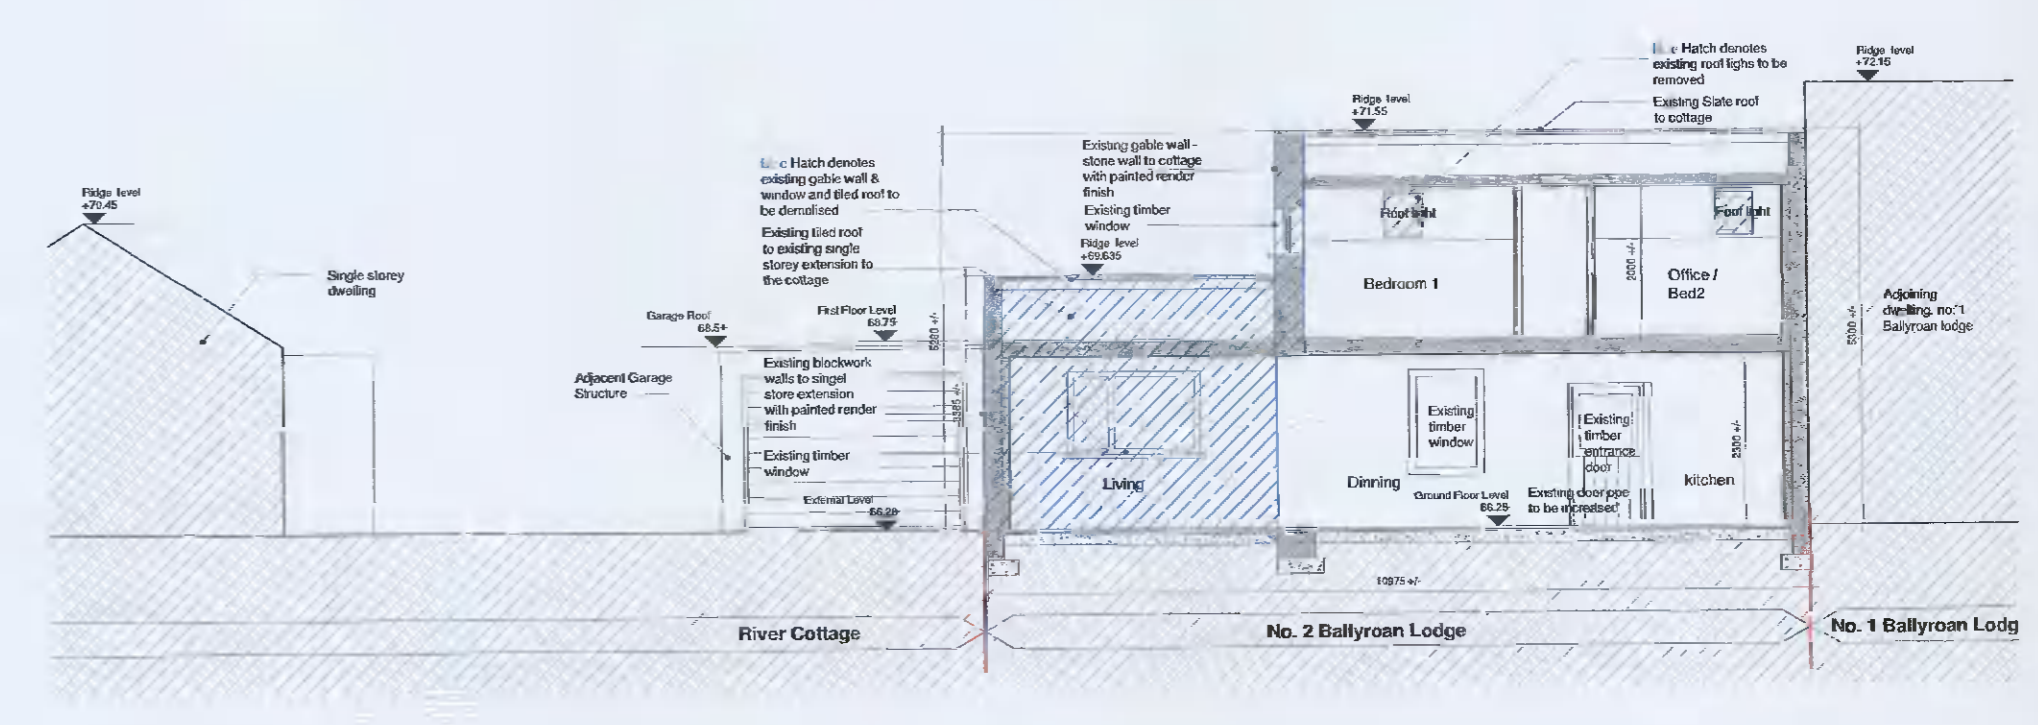 Ridge level
+70.45
Single storey
dwelling
Garage Roof
68.5+
Adjacent Garage
Structure
Hatch denotes
existing gable wall &
window and tiled roof to
be demolised
Existing tiled roof
to existing single
storey extension to
the cottage
First Floor Level
68.75
Existing blockwork
walls to singel
store extension
with painted render
finish
Existing timber
window
External Level
66.20
5280 +/-
Existing gable wall -
stone wall to cottage
with painted render
finish
Existing timber
window
Ridge level
+69.635
Living
Ridge level
+71.55
Hatch denotes
existing roof lighs to be
removed
Existing Slate roof
to cottage
Ridge level
+72.15
Roof light
Roof light
Bedroom 1
2000 +/-
Office /
Bed2
5300 +/-
Adjoining
dwelling, no.1
Ballyroan lodge
Existing
timber
window
Existing
timber
entrance
door
Dinning
kitchen
2300 +/-
Ground Floor Level
66.25
Existing door ope
to be increased
10975 +/-
River Cottage
No. 2 Ballyroan Lodge
No. 1 Ballyroan Lodg